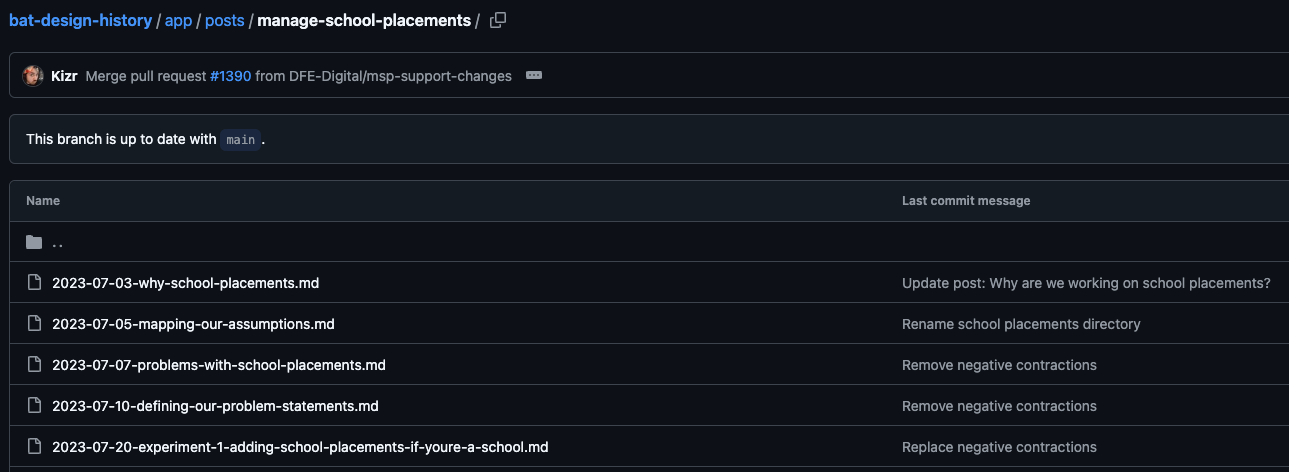 bat-design-history / app / posts / manage-school-placements /
Kizr Merge pull request #1390 from DFE-Digital/msp-support-changes
This branch is up to date with main.
Name Last commit message
..
2023-07-03-why-school-placements.md Update post: Why are we working on school placements?
2023-07-05-mapping-our-assumptions.md Rename school placements directory
2023-07-07-problems-with-school-placements.md Remove negative contractions
2023-07-10-defining-our-problem-statements.md Remove negative contractions
2023-07-20-experiment-1-adding-school-placements-if-youre-a-school.md Replace negative contractions